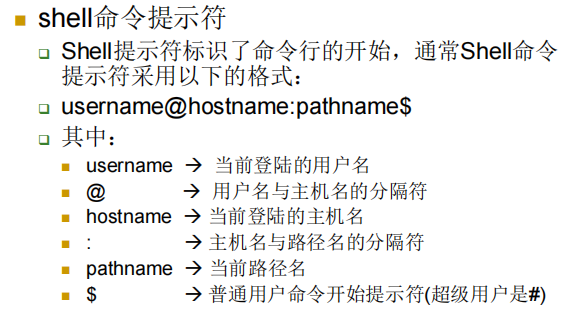 shell命令提示符
Shell提示符标识了命令行的开始，通常Shell命令
提示符采用以下的格式：
username@hostname:pathname$
其中：
username → 当前登陆的用户名
@ → 用户名与主机名的分隔符
hostname → 当前登陆的主机名
: → 主机名与路径名的分隔符
pathname → 当前路径名
$ → 普通用户命令开始提示符(超级用户是#)